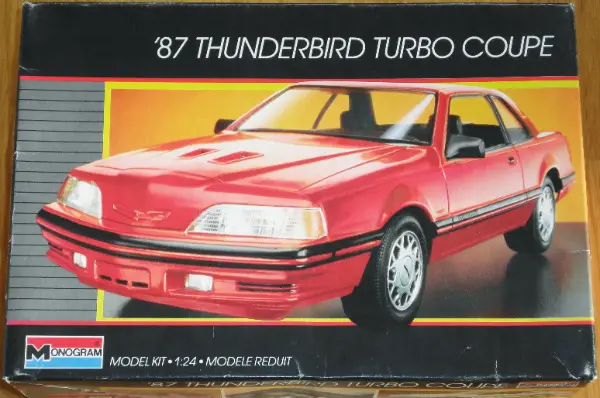 '87 THUNDERBIRD TURBO COUPE
MONOGRAM
MODEL KIT • 1:24 • MODELE REDUIT
'87 THUNDERBIRD TURBO COUPE